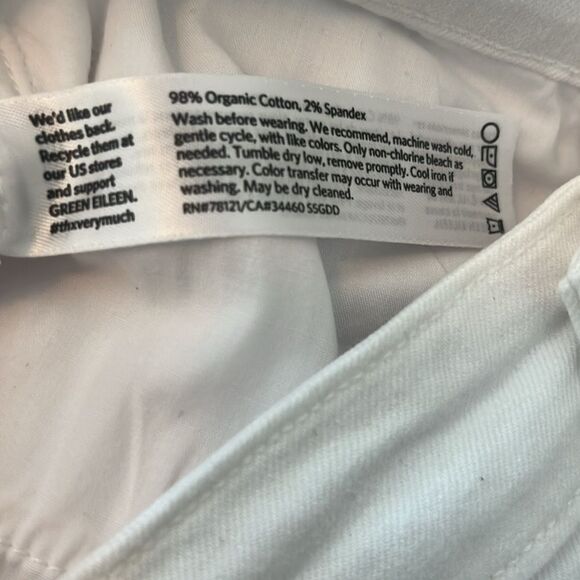 We'd like our
clothes back.
Recycle them at
our US stores
and support
GREEN EILEEN.
#thxverymuch
98% Organic Cotton, 2% Spandex
Wash before wearing. We recommend, machine wash cold,
gentle cycle, with like colors. Only non-chlorine bleach as
needed. Tumble dry low, remove promptly. Cool iron if
necessary. Color transfer may occur with wearing and
washing. May be dry cleaned.
RN#78121/CA#34460 SSGDD